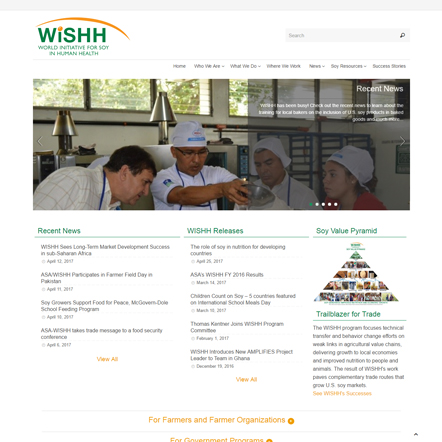 WiSHH
WORLD INITIATIVE FOR SOY
IN HUMAN HEALTH
Search
Home Who We Are What We Do Where We Work News Soy Resources Success Stories
Recent News
WISHH has been busy! Check out the recent news to learn about the
training for local bakers on the inclusion of U.S. soy products in baked
goods and much more.
Recent News
WISHH Sees Long-Term Market Development Success
in sub-Saharan Africa
April 12, 2017
ASA/WISHH Participates in Farmer Field Day in
Pakistan
April 11, 2017
Soy Growers Support Food for Peace, McGovern-Dole
School Feeding Program
April 10, 2017
ASA-WISHH takes trade message to a food security
conference
April 6, 2017
View All
WISHH Releases
The role of soy in nutrition for developing
countries
April 25, 2017
ASA's WISHH FY 2016 Results
March 14, 2017
Children Count on Soy – 5 countries featured
on International School Meals Day
March 10, 2017
Thomas Kentner Joins WISHH Program
Committee
February 1, 2017
WISHH Introduces New AMPLIFIES Project
Leader to Team in Ghana
December 19, 2016
View All
Soy Value Pyramid
Trailblazer for Trade
The WISHH program focuses technical
transfer and behavior change efforts on
weak links in agricultural value chains,
delivering growth to local economies
and improved nutrition to people and
animals. The result of WISHH's work
paves complementary trade routes that
grow U.S. soy markets.
See WISHH's Successes
For Farmers and Farmer Organizations
For Government Programs